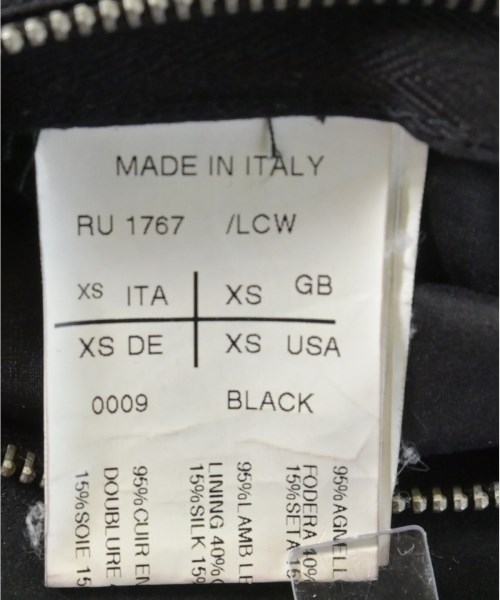 MADE IN ITALY
RU 1767 /LCW
XS ITA XS GB
XS DE XS USA
0009 BLACK
95%AGNELL
FODERA 40%
15%SETA
95%LAMB LE
LINING 40%
15%SILK 15%
95%CUIR EN
DOUBLURE
15%SOIE 15